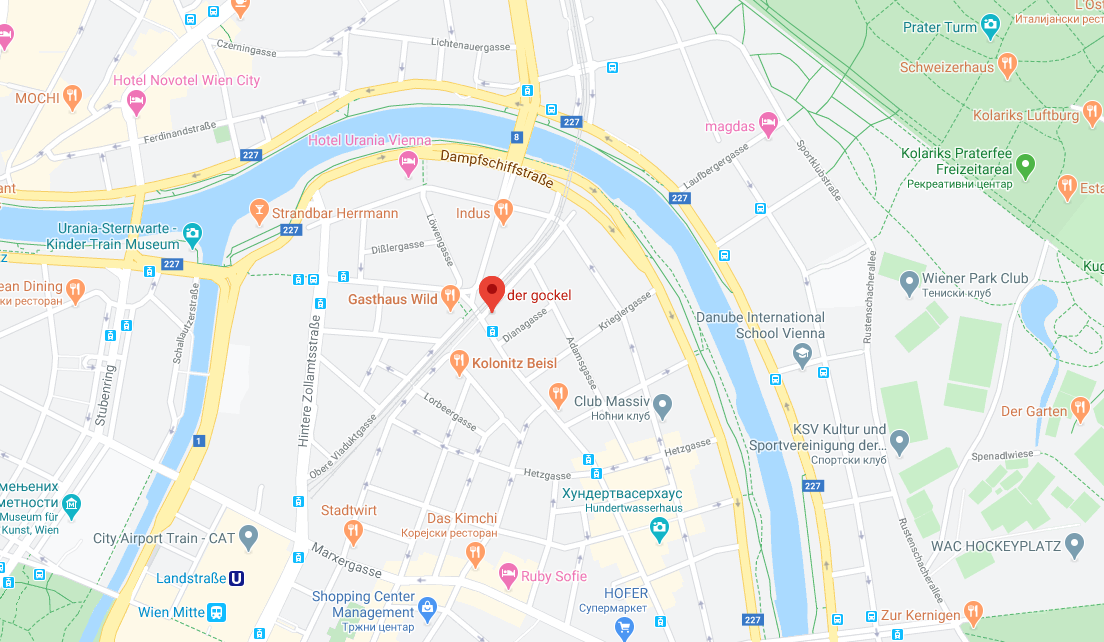 L'Ost
Италијански рест
Prater Turm
Czerningasse
Lichtenauergasse
Schweizerhaus
Hotel Novotel Wien City
MOCHI
Kolariks Luftburg
magdas
227
Ferdinandstraße
8
Hotel Urania Vienna
227
Sportklubstraße
Kolariks Praterfee
Freizeitareal
Рекреативни центар
Dampfschiffstraße
Laufbergergasse
Esta
227
Strandbar Herrmann
Indus
Löwengasse
Urania-Sternwarte -
Kinder-Train Museum
227
Dißlergasse
227
Kug
ean Dining
ки ресторан
Gasthaus Wild
der gockel
Wiener Park Club
Тениски клуб
Rustenschacherallee
Schallautzerstraße
Dianagasse
Krieglergasse
Danube International
School Vienna
Hintere Zollamtsstraße
Adamsgasse
Kolonitz Beisl
Stubenring
Club Massiv
Ноћни клуб
Lorbeergasse
Der Garten
1
Obere Viaduktgasse
KSV Kultur und
Sportvereinigung der...
Спортски клуб
Hetzgasse
Hetzgasse
Spenadlwiese
227
мењених
метности
Museum für
Kunst, Wien
Хундертвасерхаус
Hundertwasserhaus
Stadtwirt
Das Kimchi
Корејски ресторан
City Airport Train - CAT
Marxergasse
Rustenschacherallee
WAC HOCKEYPLATZ
Landstraße U
Ruby Sofie
Wien Mitte
Shopping Center
Management
Тржни центар
HOFER
Супермаркет
227
Zur Kernigen